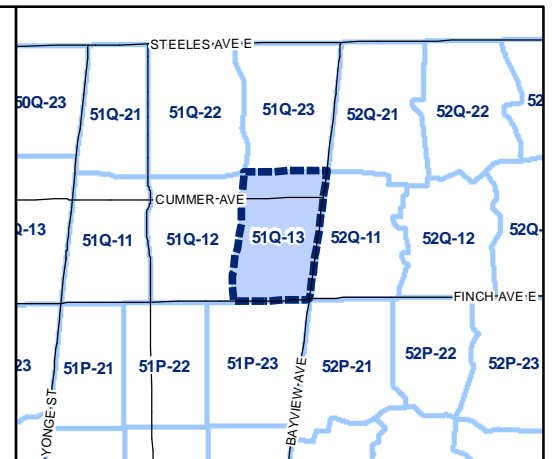 STEELES AVE E
50Q-23
51Q-21
51Q-22
51Q-23
52Q-21
52Q-22
52
CUMMER AVE
Q-13
51Q-11
51Q-12
51Q-13
52Q-11
52Q-12
52Q-
FINCH AVE E
23
51P-21
51P-22
51P-23
52P-21
52P-22
52P-23
YONGE ST
BAYVIEW AVE